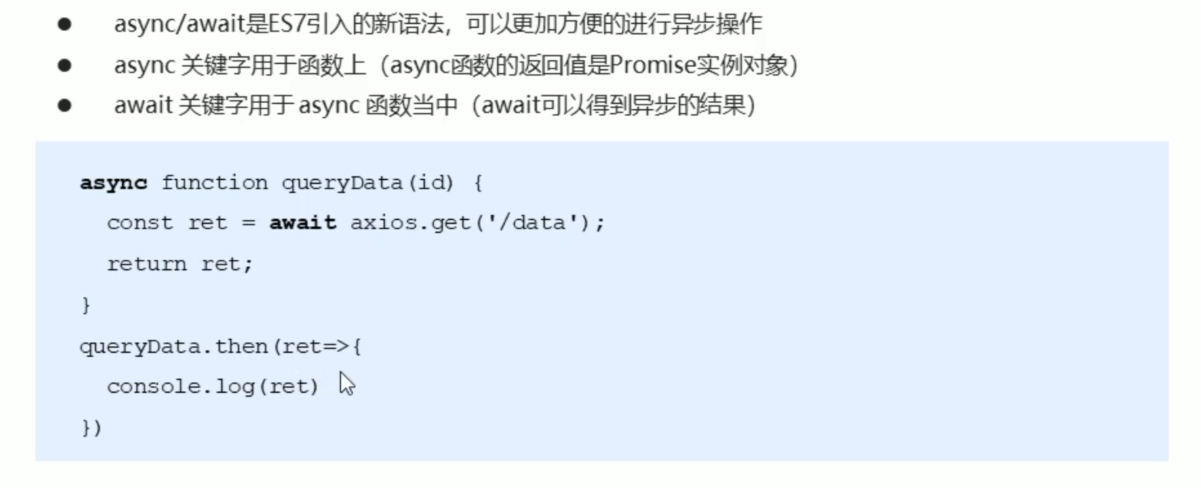 ● async/await是ES7引入的新语法，可以更加方便的进行异步操作
● async 关键字用于函数上（async函数的返回值是Promise实例对象）
● await 关键字用于 async 函数当中（await可以得到异步的结果）
async function queryData(id) {
  const ret = await axios.get('/data');
  return ret;
}
queryData.then(ret=>{
  console.log(ret)
})